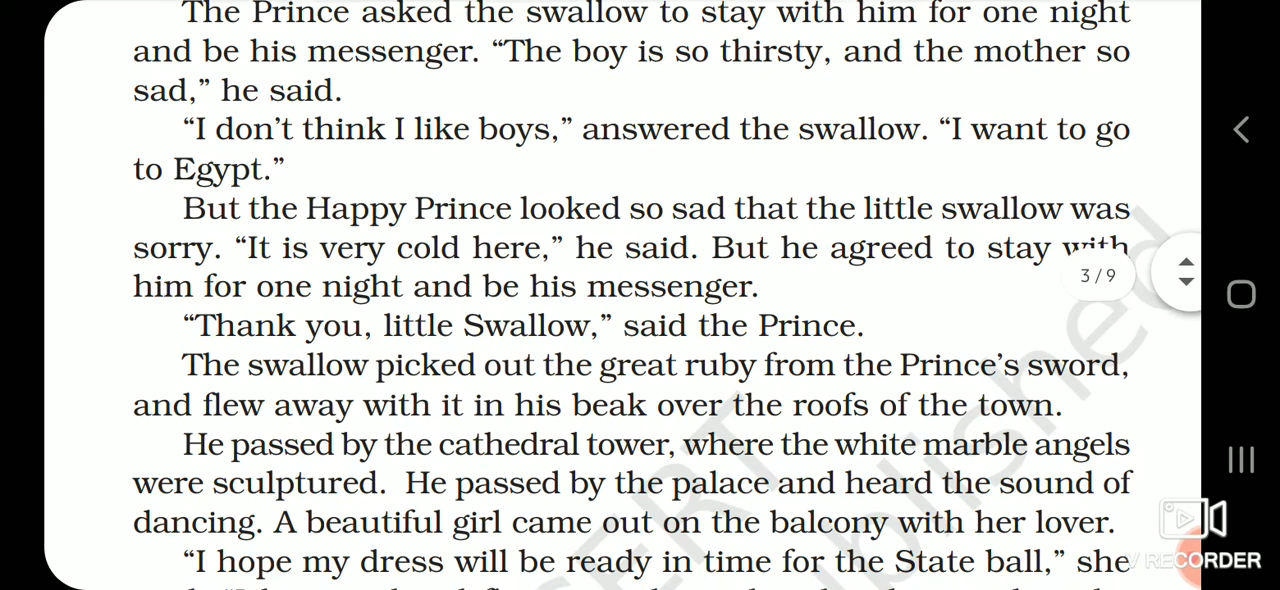 The Prince asked the swallow to stay with him for one night
and be his messenger. “The boy is so thirsty, and the mother so
sad,” he said.
“I don’t think I like boys,” answered the swallow. “I want to go
to Egypt.”
But the Happy Prince looked so sad that the little swallow was
sorry. “It is very cold here,” he said. But he agreed to stay with
him for one night and be his messenger.
3/9
“Thank you, little Swallow,” said the Prince.
The swallow picked out the great ruby from the Prince’s sword,
and flew away with it in his beak over the roofs of the town.
He passed by the cathedral tower, where the white marble angels
were sculptured. He passed by the palace and heard the sound of
dancing. A beautiful girl came out on the balcony with her lover.
“I hope my dress will be ready in time for the State ball,” she
V RECORDER